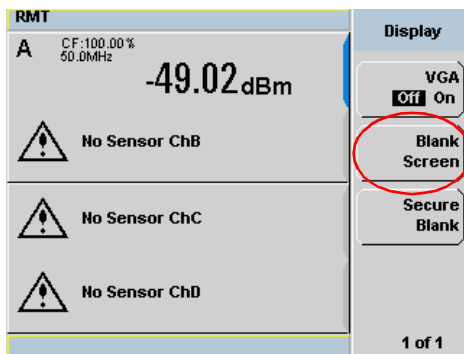 RMT
A
CF:100.00 %
50.0MHz
-49.02dBm
No Sensor ChB
No Sensor ChC
No Sensor ChD
Display
VGA
Off On
Blank
Screen
Secure
Blank
1 of 1